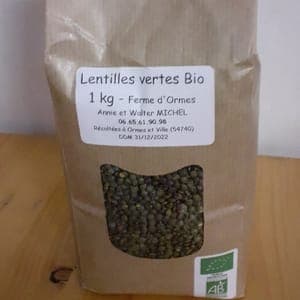 Lentilles vertes Bio
1 kg - Ferme d'Ormes
Annie et Walter MICHEL
06.65.61.90.98
Récoltées à Ormes et Ville (54740)
DDM 31/12/2022
AB